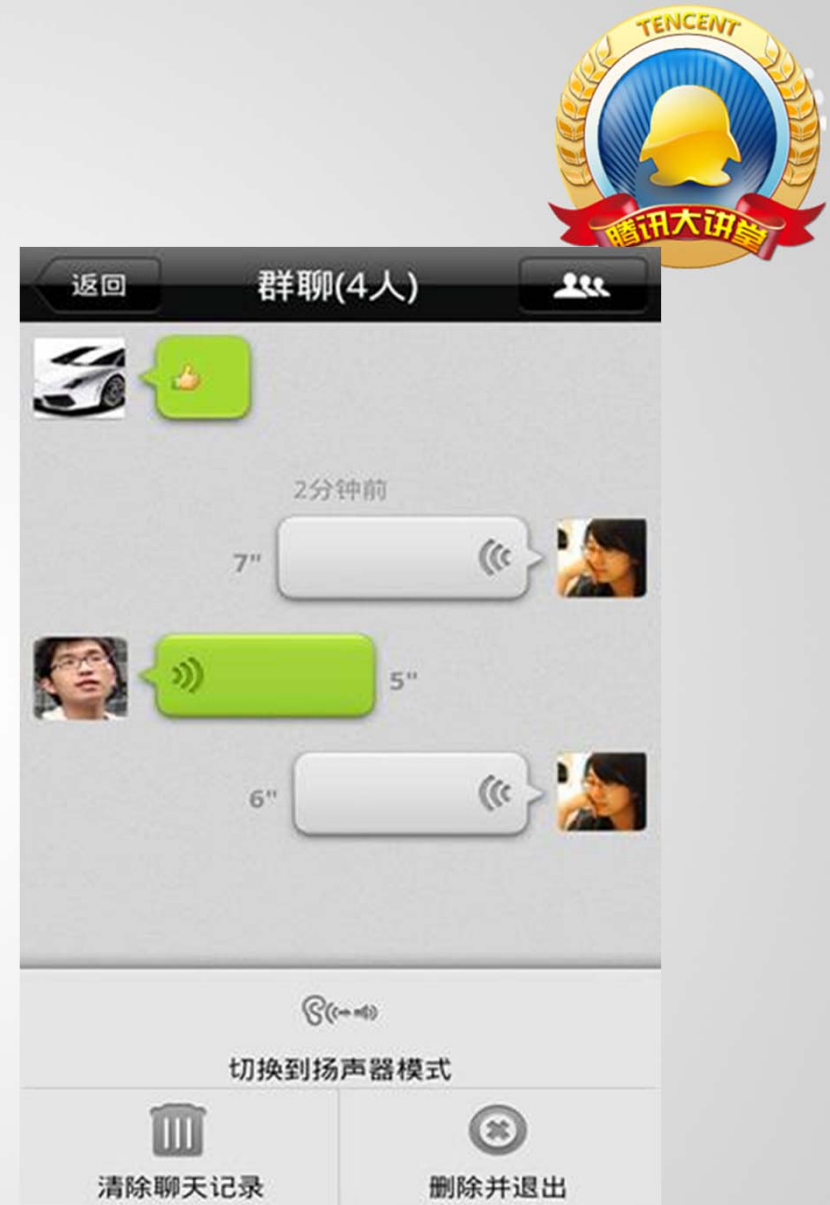 TENCENT
腾讯大讲堂
返回
群聊(4人)
2分钟前
7"
5"
6"
切换到扬声器模式
清除聊天记录
删除并退出